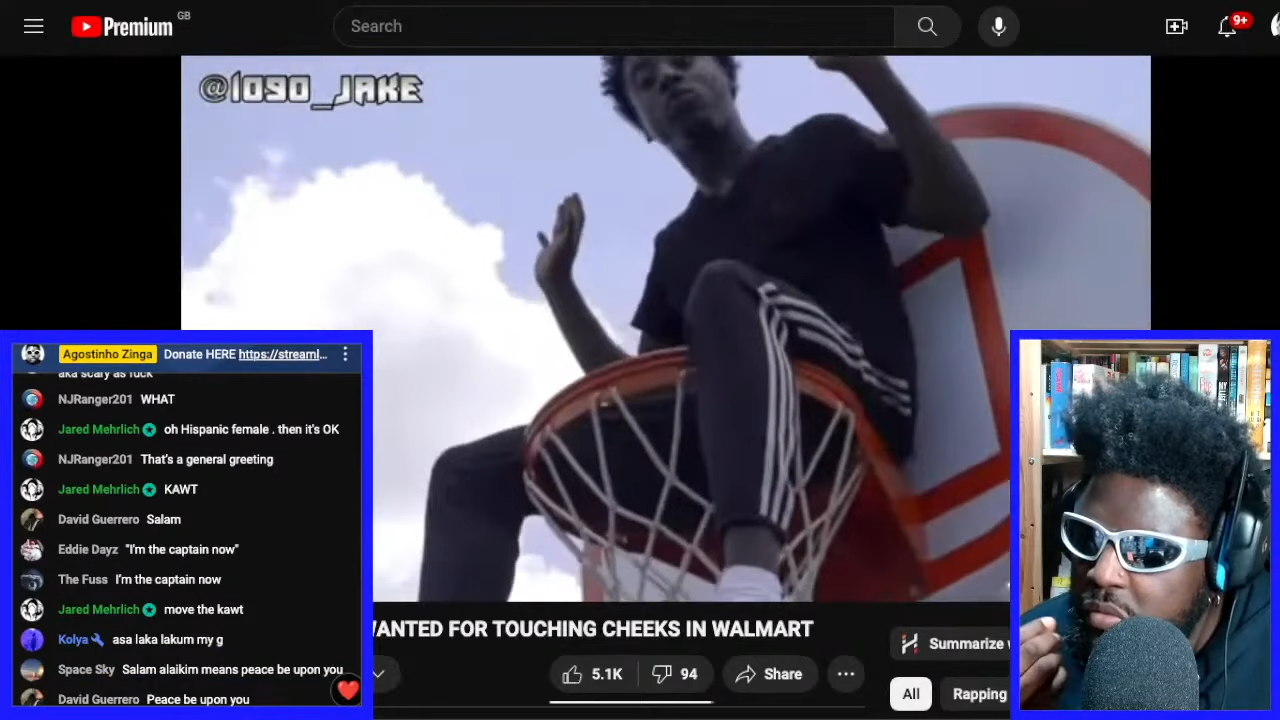 Premium GB
Search
9+
@1090_JAKE
Agostinho Zinga Donate HERE https://streaml...
aka scary as fuck
NJRanger201 WHAT
Jared Mehrlich oh Hispanic female . then it's OK
NJRanger201 That's a general greeting
Jared Mehrlich KAWT
David Guerrero Salam
Eddie Dayz "I'm the captain now"
The Fuss I'm the captain now
Jared Mehrlich move the kawt
Kolya asa laka lakum my g
Space Sky Salam alaikim means peace be upon you
David Guerrero Peace be upon you
WANTED FOR TOUCHING CHEEKS IN WALMART
5.1K
94
Share
Summarize
All
Rapping